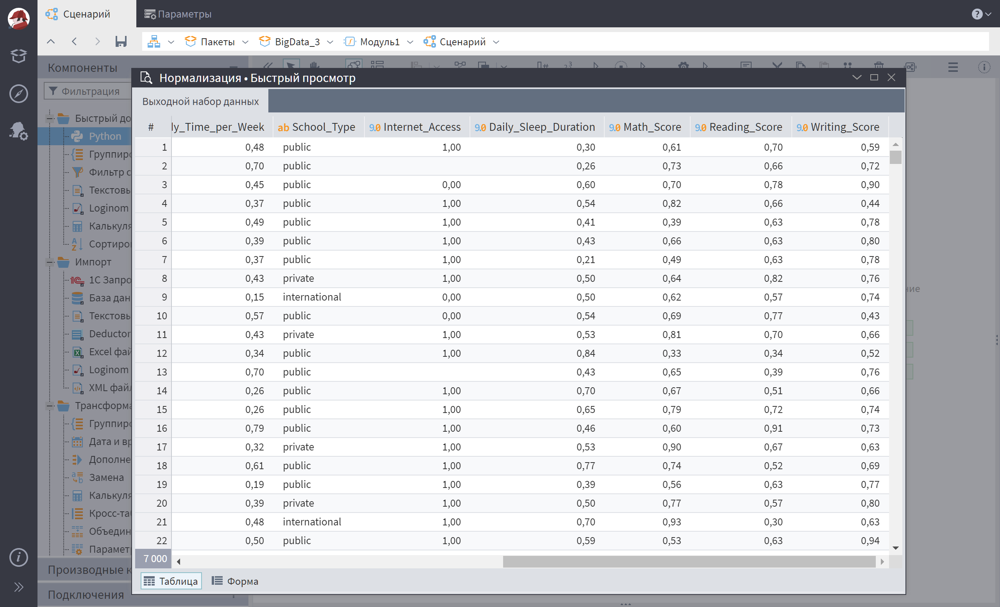 Сценарий
Параметры
Пакеты
BigData_3
Модуль1
Сценарий
Компоненты
Фильтрация
Быстрый до
Python
Группиро
Фильтр с
Текстовы
Loginom
Калькуля
Сортиро
Импорт
1С Запро
База дан
Текстовы
Deductor
Excel фай
Loginom
XML файл
Трансформа
Группиро
Дата и вр
Дополне
Замена
Калькуля
Кросс-та
Объедин
Парамет
Производные к
Подключения
Нормализация • Быстрый просмотр
Выходной набор данных
# ly_Time_per_Week ab School_Type 9.0 Internet_Access 9.0 Daily_Sleep_Duration 9.0 Math_Score 9.0 Reading_Score 9.0 Writing_Score
1 0,48 public 1,00 0,30 0,61 0,70 0,59
2 0,70 public 0,26 0,73 0,66 0,72
3 0,45 public 0,00 0,60 0,70 0,78 0,90
4 0,37 public 1,00 0,54 0,82 0,66 0,44
5 0,49 public 1,00 0,41 0,39 0,63 0,78
6 0,39 public 1,00 0,43 0,66 0,63 0,80
7 0,37 public 1,00 0,21 0,49 0,63 0,78
8 0,43 private 1,00 0,50 0,64 0,82 0,76
9 0,15 international 0,00 0,50 0,62 0,57 0,74
10 0,57 public 0,00 0,54 0,69 0,77 0,43
11 0,43 private 1,00 0,53 0,81 0,70 0,66
12 0,34 public 1,00 0,84 0,33 0,34 0,52
13 0,70 public 0,43 0,65 0,39 0,76
14 0,26 public 1,00 0,70 0,67 0,51 0,66
15 0,26 public 1,00 0,65 0,79 0,72 0,74
16 0,79 public 1,00 0,46 0,60 0,91 0,73
17 0,32 private 1,00 0,53 0,90 0,67 0,63
18 0,61 public 1,00 0,77 0,74 0,52 0,69
19 0,19 public 1,00 0,39 0,56 0,63 0,77
20 0,39 private 1,00 0,50 0,77 0,57 0,80
21 0,48 international 1,00 0,70 0,93 0,30 0,63
22 0,50 public 1,00 0,59 0,53 0,63 0,94
7 000
Таблица
Форма
ние